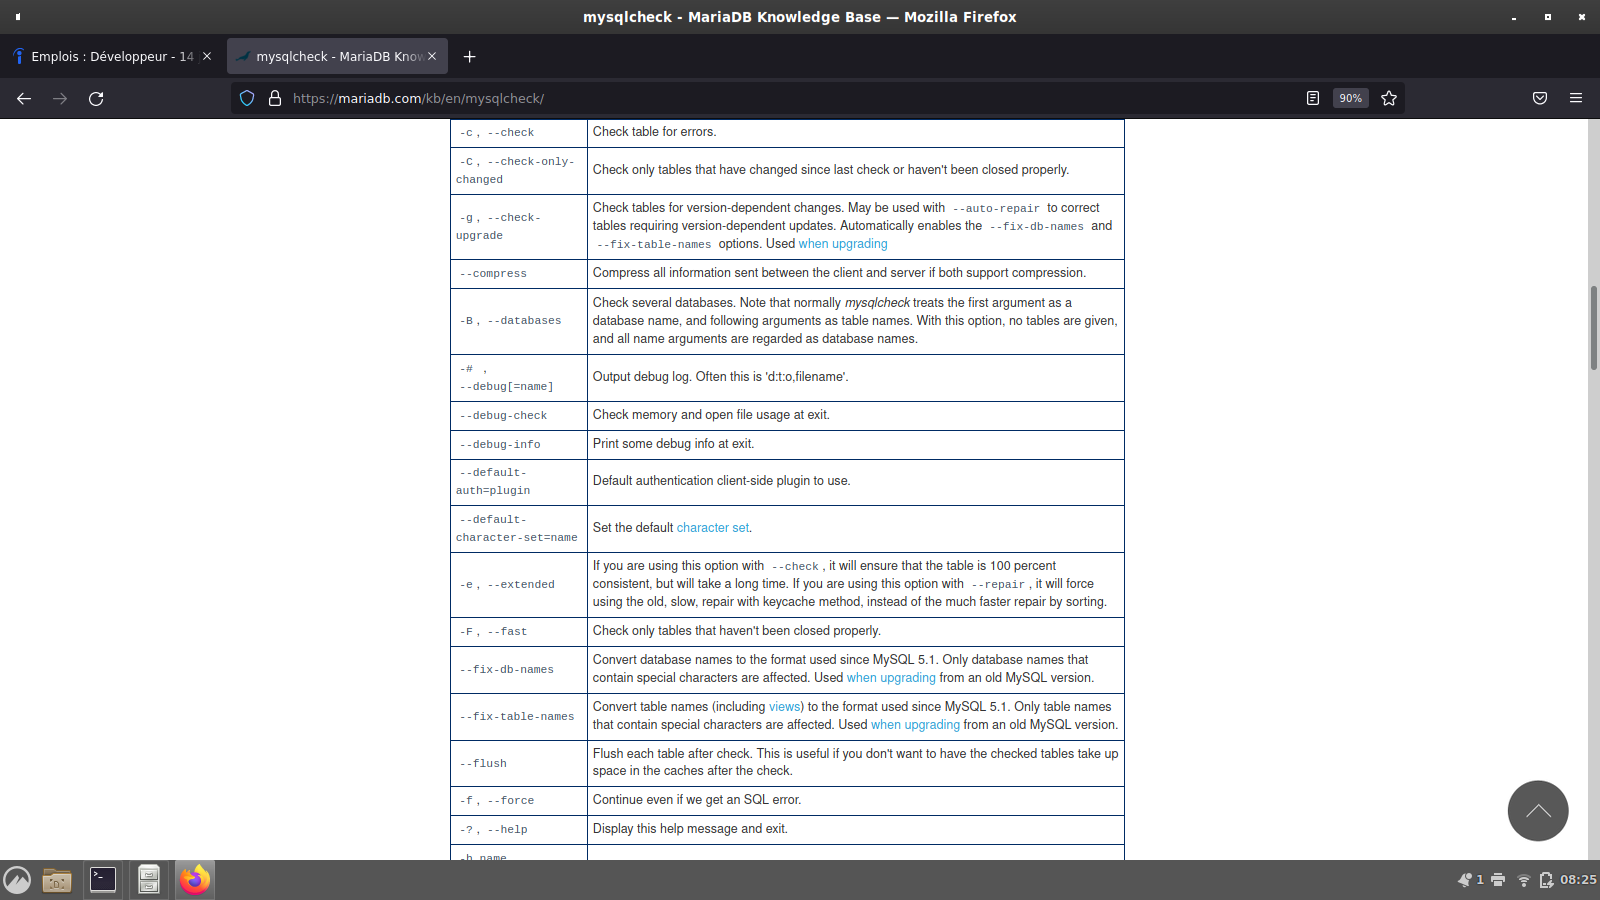 mysqlcheck - MariaDB Knowledge Base — Mozilla Firefox
Emplois : Développeur - 14
mysqlcheck - MariaDB Know
https://mariadb.com/kb/en/mysqlcheck/
90%
-c, --check
Check table for errors.
-C, --check-only-
changed
Check only tables that have changed since last check or haven't been closed properly.
-g, --check-
upgrade
Check tables for version-dependent changes. May be used with --auto-repair to correct
tables requiring version-dependent updates. Automatically enables the --fix-db-names and
--fix-table-names options. Used when upgrading
--compress
Compress all information sent between the client and server if both support compression.
-B, --databases
Check several databases. Note that normally mysqlcheck treats the first argument as a
database name, and following arguments as table names. With this option, no tables are given,
and all name arguments are regarded as database names.
-# ,
--debug[=name]
Output debug log. Often this is 'd:t:o,filename'.
--debug-check
Check memory and open file usage at exit.
--debug-info
Print some debug info at exit.
--default-
auth=plugin
Default authentication client-side plugin to use.
--default-
character-set=name
Set the default character set.
-e, --extended
If you are using this option with --check, it will ensure that the table is 100 percent
consistent, but will take a long time. If you are using this option with --repair, it will force
using the old, slow, repair with keycache method, instead of the much faster repair by sorting.
-F, --fast
Check only tables that haven't been closed properly.
--fix-db-names
Convert database names to the format used since MySQL 5.1. Only database names that
contain special characters are affected. Used when upgrading from an old MySQL version.
--fix-table-names
Convert table names (including views) to the format used since MySQL 5.1. Only table names
that contain special characters are affected. Used when upgrading from an old MySQL version.
--flush
Flush each table after check. This is useful if you don't want to have the checked tables take up
space in the caches after the check.
-f, --force
Continue even if we get an SQL error.
-?, --help
Display this help message and exit.
-h name
1
08:25